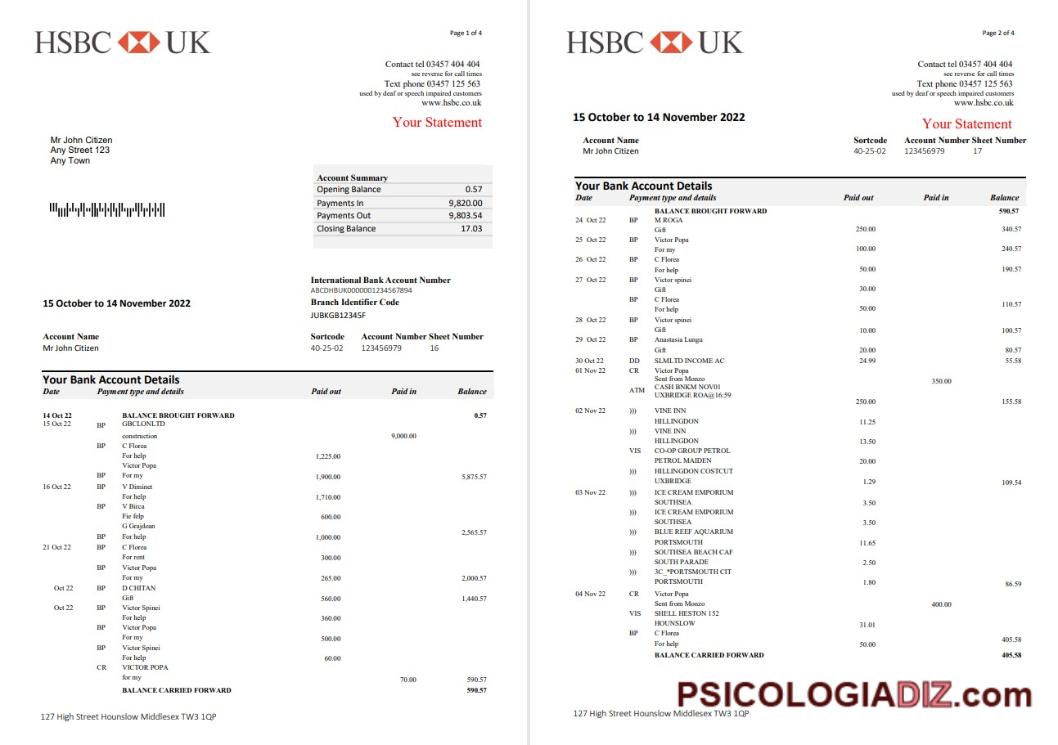 HSBC UK
Page 1 of 4
Contact tel 03457 404 404
see reverse for call times
Text phone 03457 125 563
used by deaf or speech impaired customers
www.hsbc.co.uk
Your Statement
Mr John Citizen
Any Street 123
Any Town
Account Summary
Opening Balance 0.57
Payments In 9,820.00
Payments Out 9,803.54
Closing Balance 17.03
International Bank Account Number
ABCDHBUK0000001234567894
15 October to 14 November 2022 Branch Identifier Code
JUBKGB12345F
Account Name Sortcode Account Number Sheet Number
Mr John Citizen 40-25-02 123456979 16
Your Bank Account Details
Date Payment type and details Paid out Paid in Balance
14 Oct 22 BALANCE BROUGHT FORWARD 0.57
15 Oct 22 BP GBCLONLTD
construction 9,000.00
BP C Florea
For help 1,225.00
Victor Popa
BP For my 1,900.00 5,875.57
16 Oct 22 BP V Diminet
For help 1,710.00
BP V Birca
Fie felp 600.00
G Grajdean 2,565.57
BP For help 1,000.00
21 Oct 22 BP C Florea
For rent 300.00
BP Victor Popa
For my 265.00 2,000.57
Oct 22 BP D CHITAN
Gift 560.00 1,440.57
Oct 22 BP Victor Spinei
For help 360.00
BP Victor Popa
For my 500.00
BP Victor Spinei
For help 60.00
CR VICTOR POPA
for my 70.00 590.57
BALANCE CARRIED FORWARD 590.57
127 High Street Hounslow Middlesex TW3 1QP
HSBC UK
Page 2 of 4
Contact tel 03457 404 404
see reverse for call times
Text phone 03457 125 563
used by deaf or speech impaired customers
www.hsbc.co.uk
15 October to 14 November 2022
Your Statement
Account Name Sortcode Account Number Sheet Number
Mr John Citizen 40-25-02 123456979 17
Your Bank Account Details
Date Payment type and details Paid out Paid in Balance
BALANCE BROUGHT FORWARD 590.57
24 Oct 22 BP M ROGA
Gift 250.00 340.57
25 Oct 22 BP Victor Popa
For my 100.00 240.57
26 Oct 22 BP C Florea
For help 50.00 190.57
27 Oct 22 BP Victor spinei
Gift 30.00
BP C Florea 110.57
For help 50.00
28 Oct 22 BP Victor spinei
Gift 10.00 100.57
29 Oct 22 BP Anastasia Lunga
Gift 20.00 80.57
30 Oct 22 DD SLMLTD INCOME AC 24.99 55.58
01 Nov 22 CR Victor Popa
Sent from Monzo 350.00
ATM CASH BNKM NOV01
UXBRIDGE ROA@16:59
250.00 155.58
02 Nov 22 ))) VINE INN
HILLINGDON 11.25
))) VINE INN
HILLINGDON 13.50
VIS CO-OP GROUP PETROL
PETROL MAIDEN 20.00
))) HILLINGDON COSTCUT
UXBRIDGE 1.29 109.54
03 Nov 22 ))) ICE CREAM EMPORIUM
SOUTHSEA 3.50
))) ICE CREAM EMPORIUM
SOUTHSEA 3.50
))) BLUE REEF AQUARIUM
PORTSMOUTH 11.65
))) SOUTHSEA BEACH CAF
SOUTH PARADE 2.50
))) 3C_*PORTSMOUTH CIT
PORTSMOUTH 1.80 86.59
04 Nov 22 CR Victor Popa
Sent from Monzo 400.00
VIS SHELL HESTON 152
HOUNSLOW 31.01
BP C Florea 405.58
For help 50.00
BALANCE CARRIED FORWARD 405.58
PSICOLOGIADIZ.com
127 High Street Hounslow Middlesex TW3 1QP